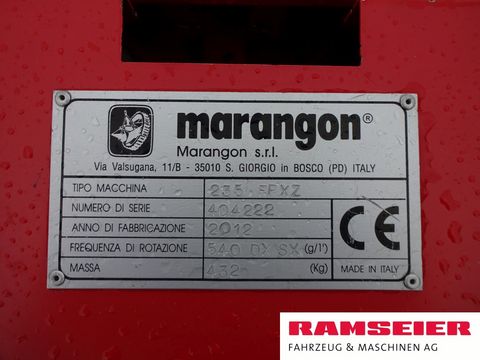 marangon®
Marangon s.r.l.
Via Valsugana, 11/B - 35010 S. GIORGIO in BOSCO (PD) ITALY
TIPO MACCHINA 235
NUMERO DI SERIE 404222
ANNO DI FABBRICAZIONE 2012
FREQUENZA DI ROTAZIONE 540 DX SX (g/l')
MASSA 432 (Kg)
CE
MADE IN ITALY
RAMSEIER
FAHRZEUG & MASCHINEN AG